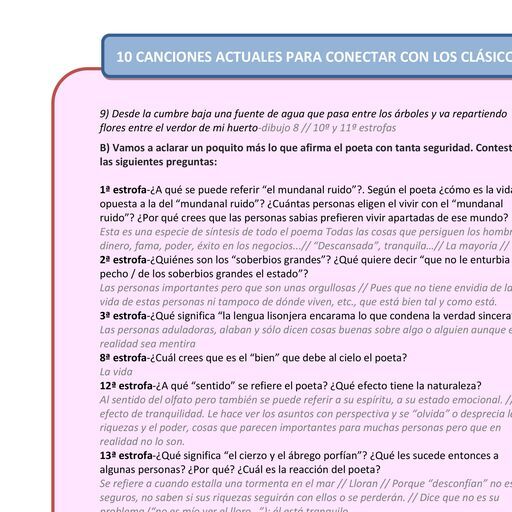 10 CANCIONES ACTUALES PARA CONECTAR CON LOS CLÁSICO
9) Desde la cumbre baja una fuente de agua que pasa entre los árboles y va repartiendo
flores entre el verdor de mi huerto-dibujo 8 // 10ª y 11ª estrofas
B) Vamos a aclarar un poquito más lo que afirma el poeta con tanta seguridad. Contest
las siguientes preguntas:
1ª estrofa-¿A qué se puede referir “el mundanal ruido”?. Según el poeta ¿cómo es la vida
opuesta a la del “mundanal ruido”? ¿Cuántas personas eligen el vivir con el “mundanal
ruido”? ¿Por qué crees que las personas sabias prefieren vivir apartadas de ese mundo?
Esta es una especie de síntesis de todo el poema Todas las cosas que persiguen los homb
dinero, fama, poder, éxito en los negocios...// “Descansada”, tranquila...// La mayoría //
2ª estrofa-¿Quiénes son los “soberbios grandes”? ¿Qué quiere decir “que no le enturbia
pecho / de los soberbios grandes el estado”?
Las personas importantes pero que son unas orgullosas // Pues que no tiene envidia de la
vida de estas personas ni tampoco de dónde viven, etc., que está bien tal y como está.
3ª estrofa-¿Qué significa “la lengua lisonjera encarama lo que condena la verdad sincera
Las personas aduladoras, alaban y sólo dicen cosas buenas sobre algo o alguien aunque e
realidad sea mentira
8ª estrofa-¿Cuál crees que es el “bien” que debe al cielo el poeta?
La vida
12ª estrofa-¿A qué “sentido” se refiere el poeta? ¿Qué efecto tiene la naturaleza?
Al sentido del olfato pero también se puede referir a su espíritu, a su estado emocional. //
efecto de tranquilidad. Le hace ver los asuntos con perspectiva y se “olvida” o desprecia l
riquezas y el poder, cosas que parecen importantes para muchas personas pero que en
realidad no lo son.
13ª estrofa-¿Qué significa “el cierzo y el ábrego porfían”? ¿Qué les sucede entonces a
algunas personas? ¿Por qué? ¿Cuál es la reacción del poeta?
Se refiere a cuando estalla una tormenta en el mar // Lloran // Porque “desconfían” no es
seguros, no saben si sus riquezas seguirán con ellos o se perderán. // Dice que no es su
problema (“no es mío ver el lloro...”): él está tranquilo